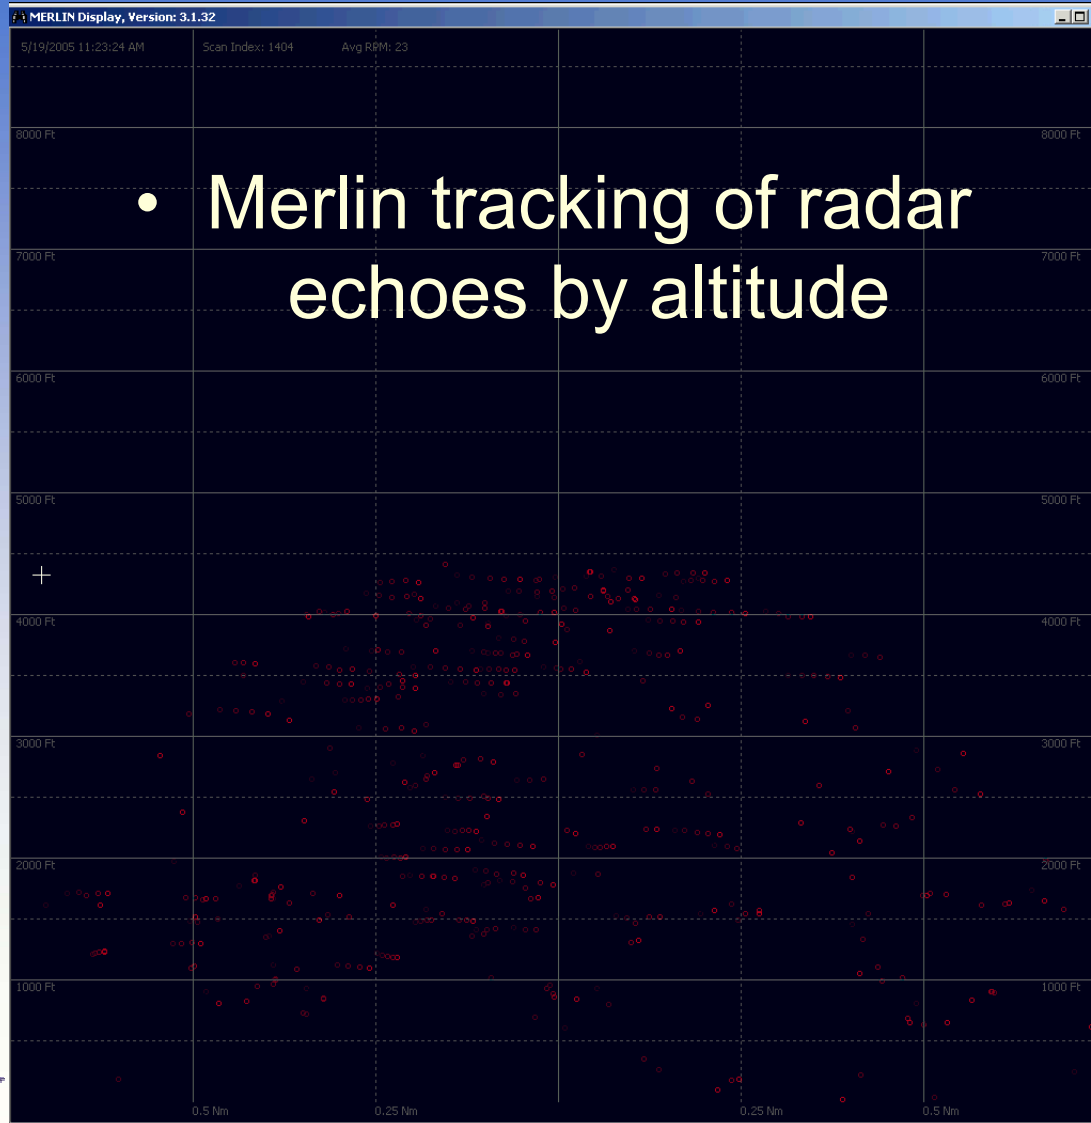 MERLIN Display, Version: 3.1.32
5/19/2005 11:23:24 AM Scan Index: 1404 Avg RPM: 23
8000 Ft 8000 Ft
• Merlin tracking of radar
7000 Ft 7000 Ft
echoes by altitude
6000 Ft 6000 Ft
5000 Ft 5000 Ft
4000 Ft 4000 Ft
3000 Ft 3000 Ft
2000 Ft 2000 Ft
1000 Ft 1000 Ft
0.5 Nm 0.25 Nm 0.25 Nm 0.5 Nm